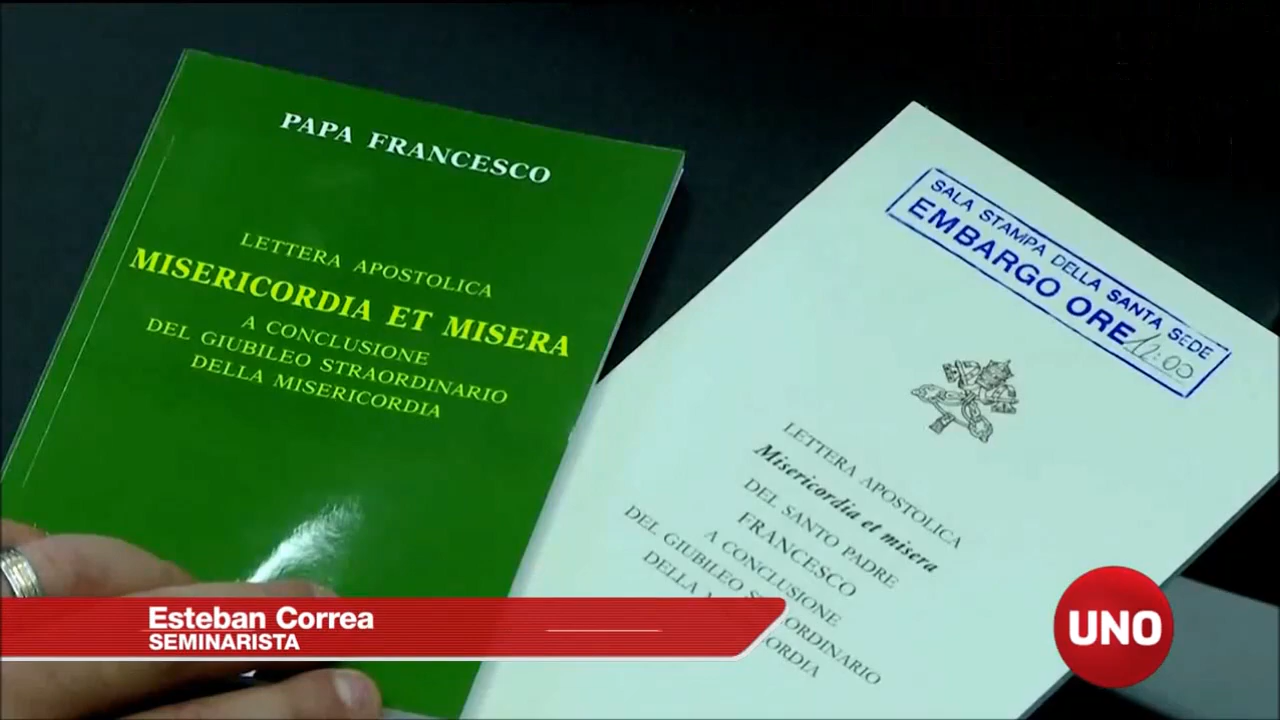 PAPA FRANCESCO
LETTERA APOSTOLICA
MISERICORDIA ET MISERA
A CONCLUSIONE
DEL GIUBILEO STRAORDINARIO
DELLA MISERICORDIA
SALA STAMPA DELLA SANTA SEDE
EMBARGO ORE 12:00
LETTERA APOSTOLICA
Misericordia et misera
DEL SANTO PADRE
FRANCESCO
A CONCLUSIONE
DEL GIUBILEO STRAORDINARIO
DELLA
Esteban Correa
SEMINARISTA
UNO